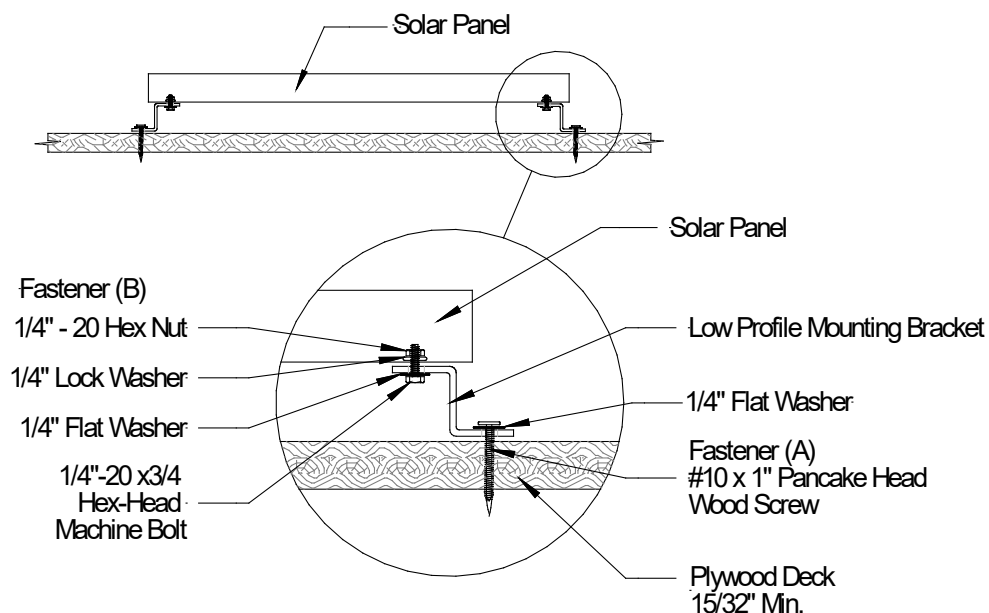 Solar Panel
Solar Panel
Fastener (B)
1/4" - 20 Hex Nut
1/4" Lock Washer
1/4" Flat Washer
1/4"-20 x3/4
Hex-Head
Machine Bolt
Low Profile Mounting Bracket
1/4" Flat Washer
Fastener (A)
#10 x 1" Pancake Head
Wood Screw
Plywood Deck
15/32" Min.